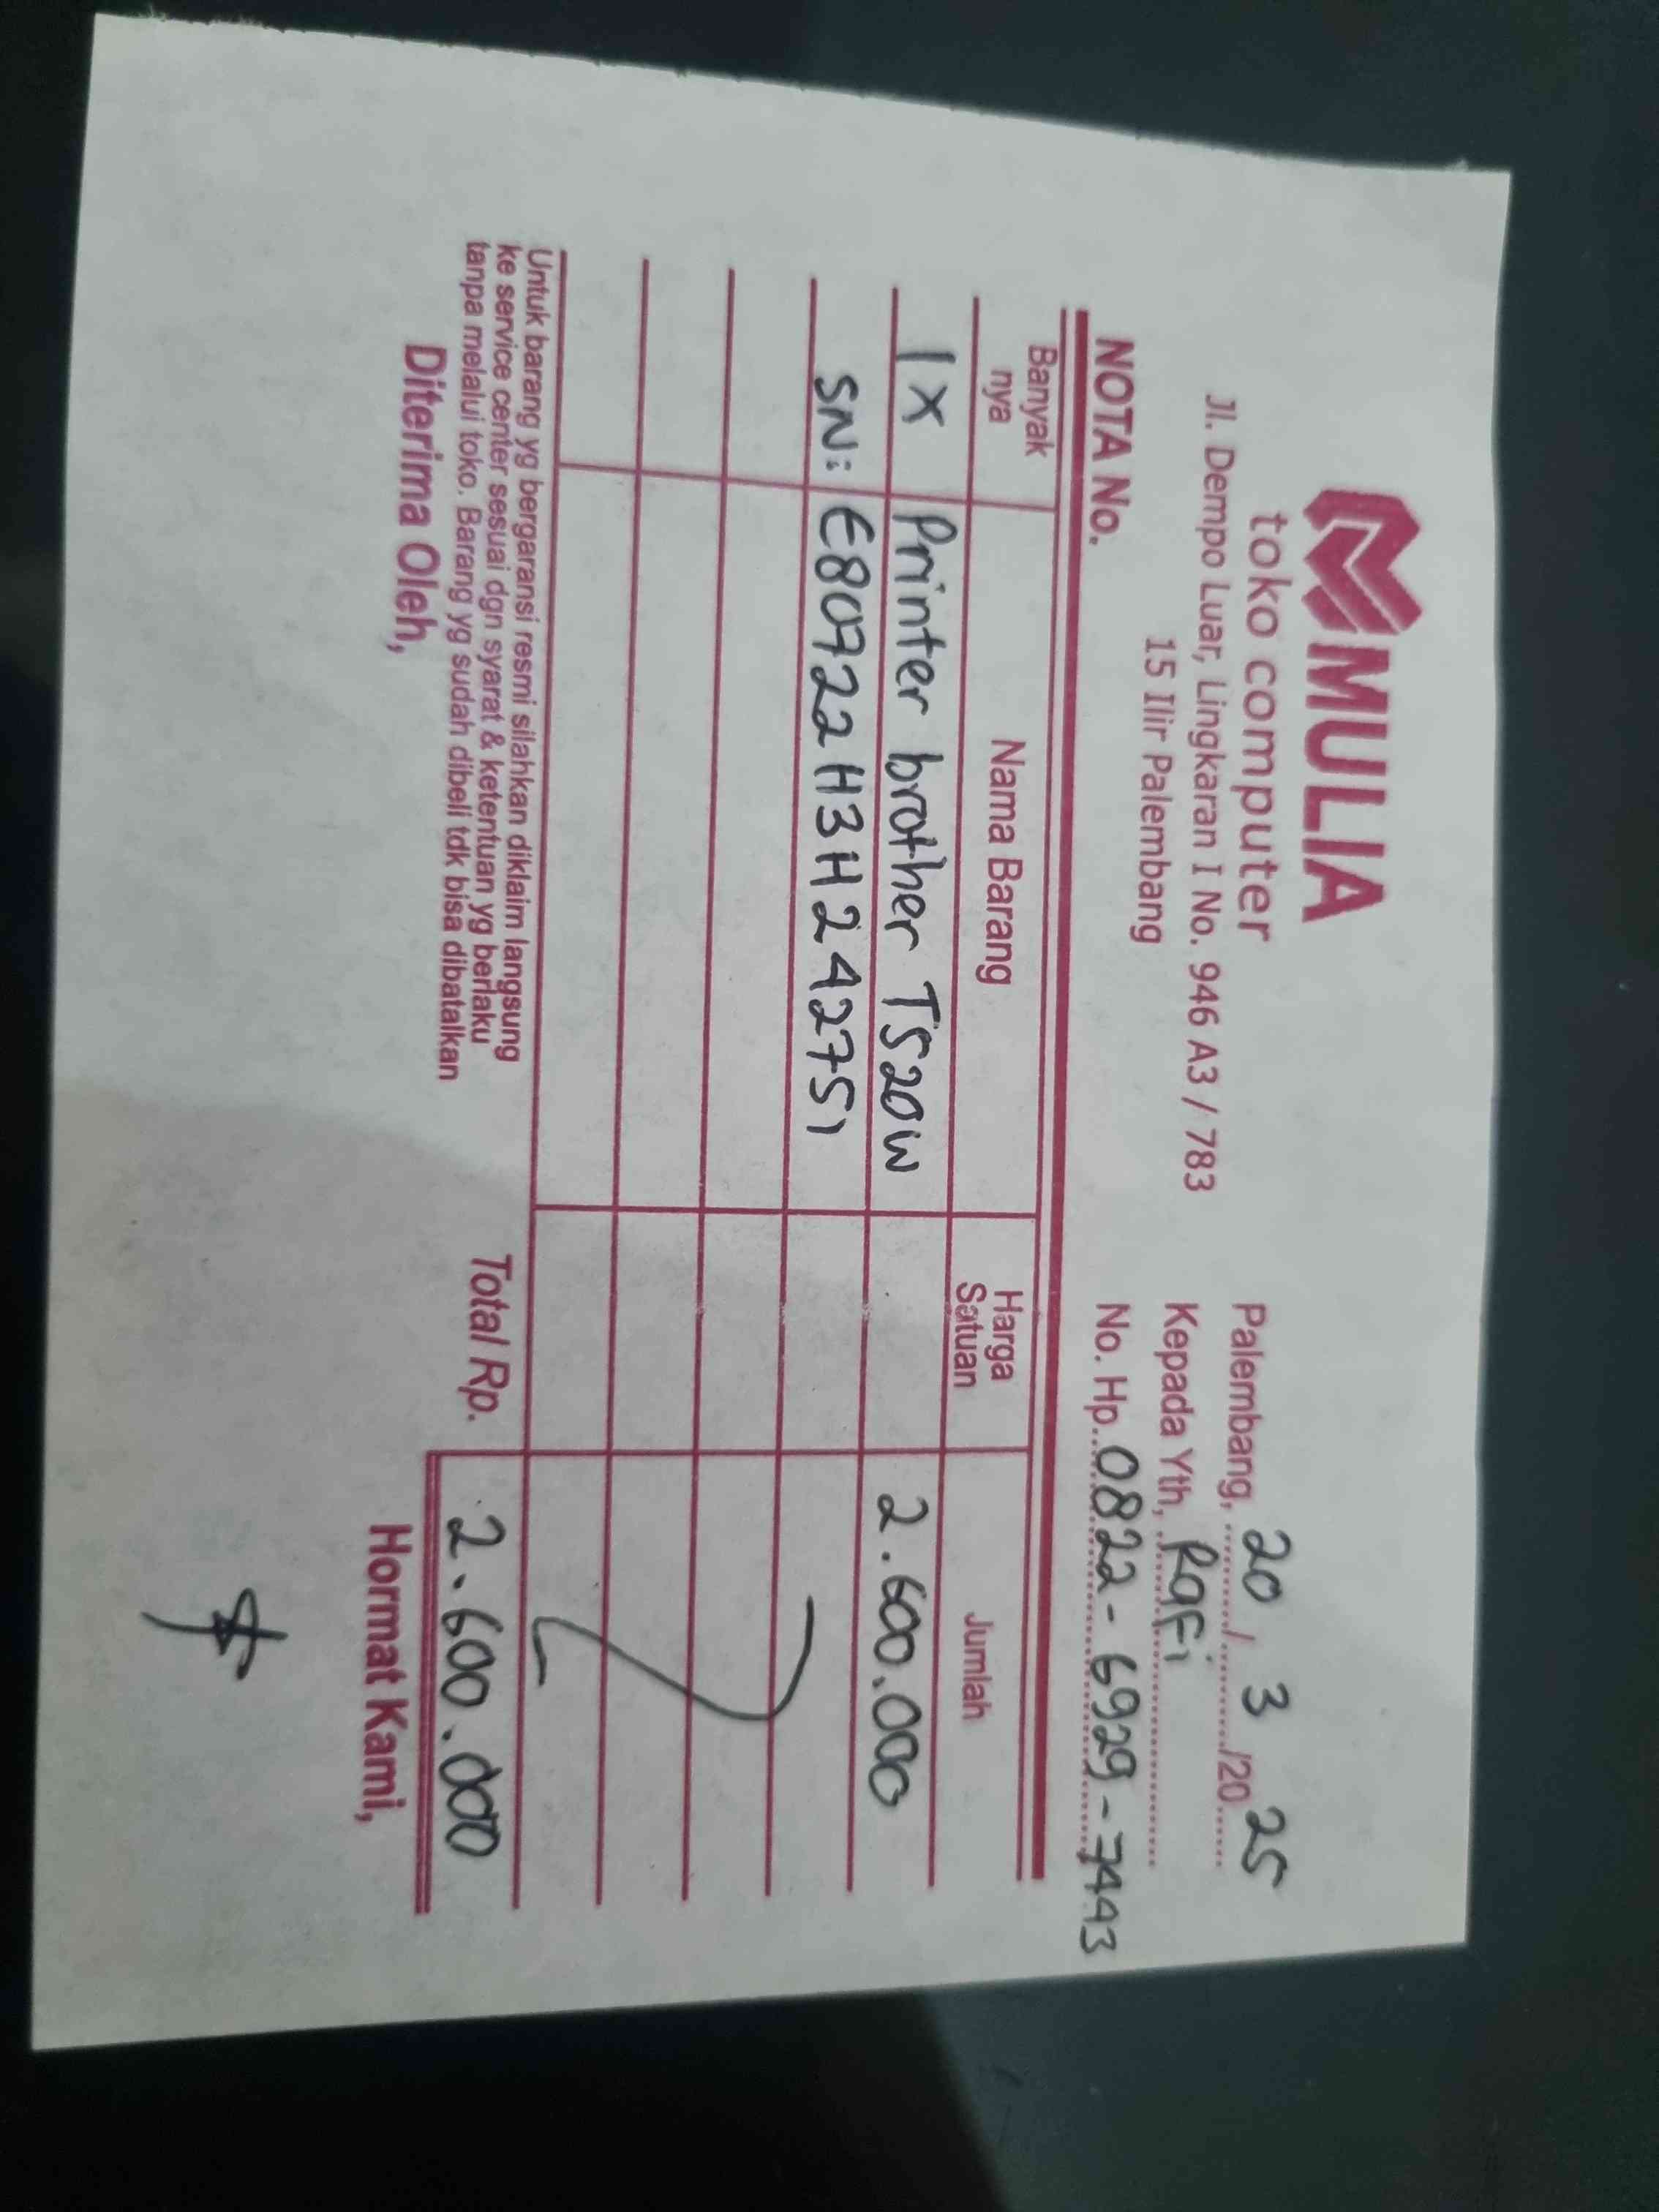 MULIA
toko computer
Jl. Dempo Luar, Lingkaran I No. 946 A3 / 783
15 Ilir Palembang
Palembang, 20 / 3 /20 25
Kepada Yth, Rafi
No. Hp. 0822-6929-7443
NOTA No.
Banyak nya Nama Barang Harga Satuan Jumlah
1 x Printer brother T520W 2.600.000
SN: E80722H3H242751
Untuk barang yg bergaransi resmi silahkan diklaim langsung
ke service center sesuai dgn syarat & ketentuan yg berlaku
tanpa melalui toko. Barang yg sudah dibeli tdk bisa dibatalkan
Total Rp. 2.600.000
Diterima Oleh, Hormat Kami,